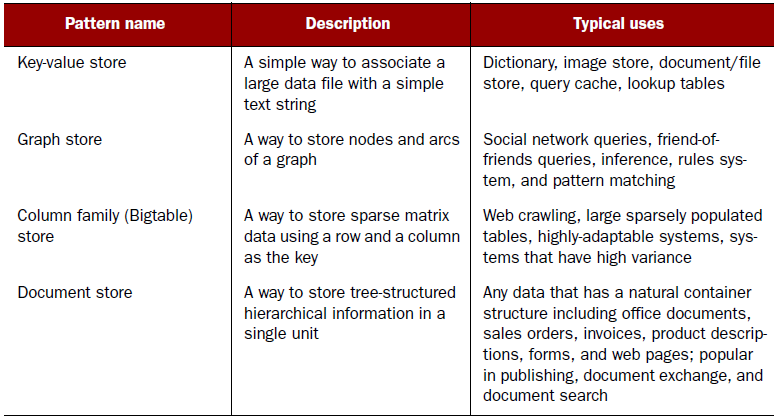 Pattern name Description Typical uses
Key-value store A simple way to associate a Dictionary, image store, document/file
large data file with a simple store, query cache, lookup tables
text string
Graph store A way to store nodes and arcs Social network queries, friend-of-
of a graph friends queries, inference, rules sys-
tem, and pattern matching
Column family (Bigtable) A way to store sparse matrix Web crawling, large sparsely populated
store data using a row and a column tables, highly-adaptable systems, sys-
as the key tems that have high variance
Document store A way to store tree-structured Any data that has a natural container
hierarchical information in a structure including office documents,
single unit sales orders, invoices, product descrip-
tions, forms, and web pages; popular
in publishing, document exchange, and
document search